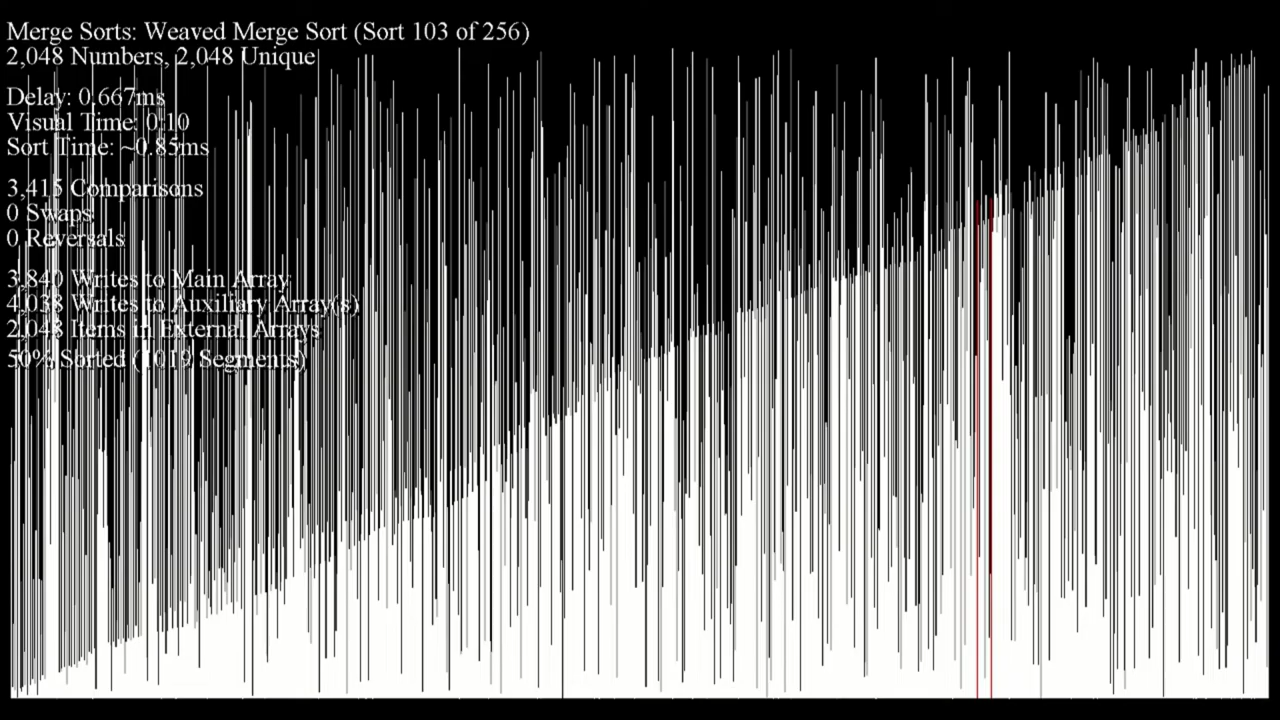 Merge Sorts: Weaved Merge Sort (Sort 103 of 256)
2,048 Numbers, 2,048 Unique
Delay: 0.667ms
Visual Time: 0:10
Sort Time: ~0.85ms
3,415 Comparisons
0 Swaps
0 Reversals
3,840 Writes to Main Array
4,038 Writes to Auxiliary Array(s)
2,048 Items in External Arrays
50% Sorted (1019 Segments)